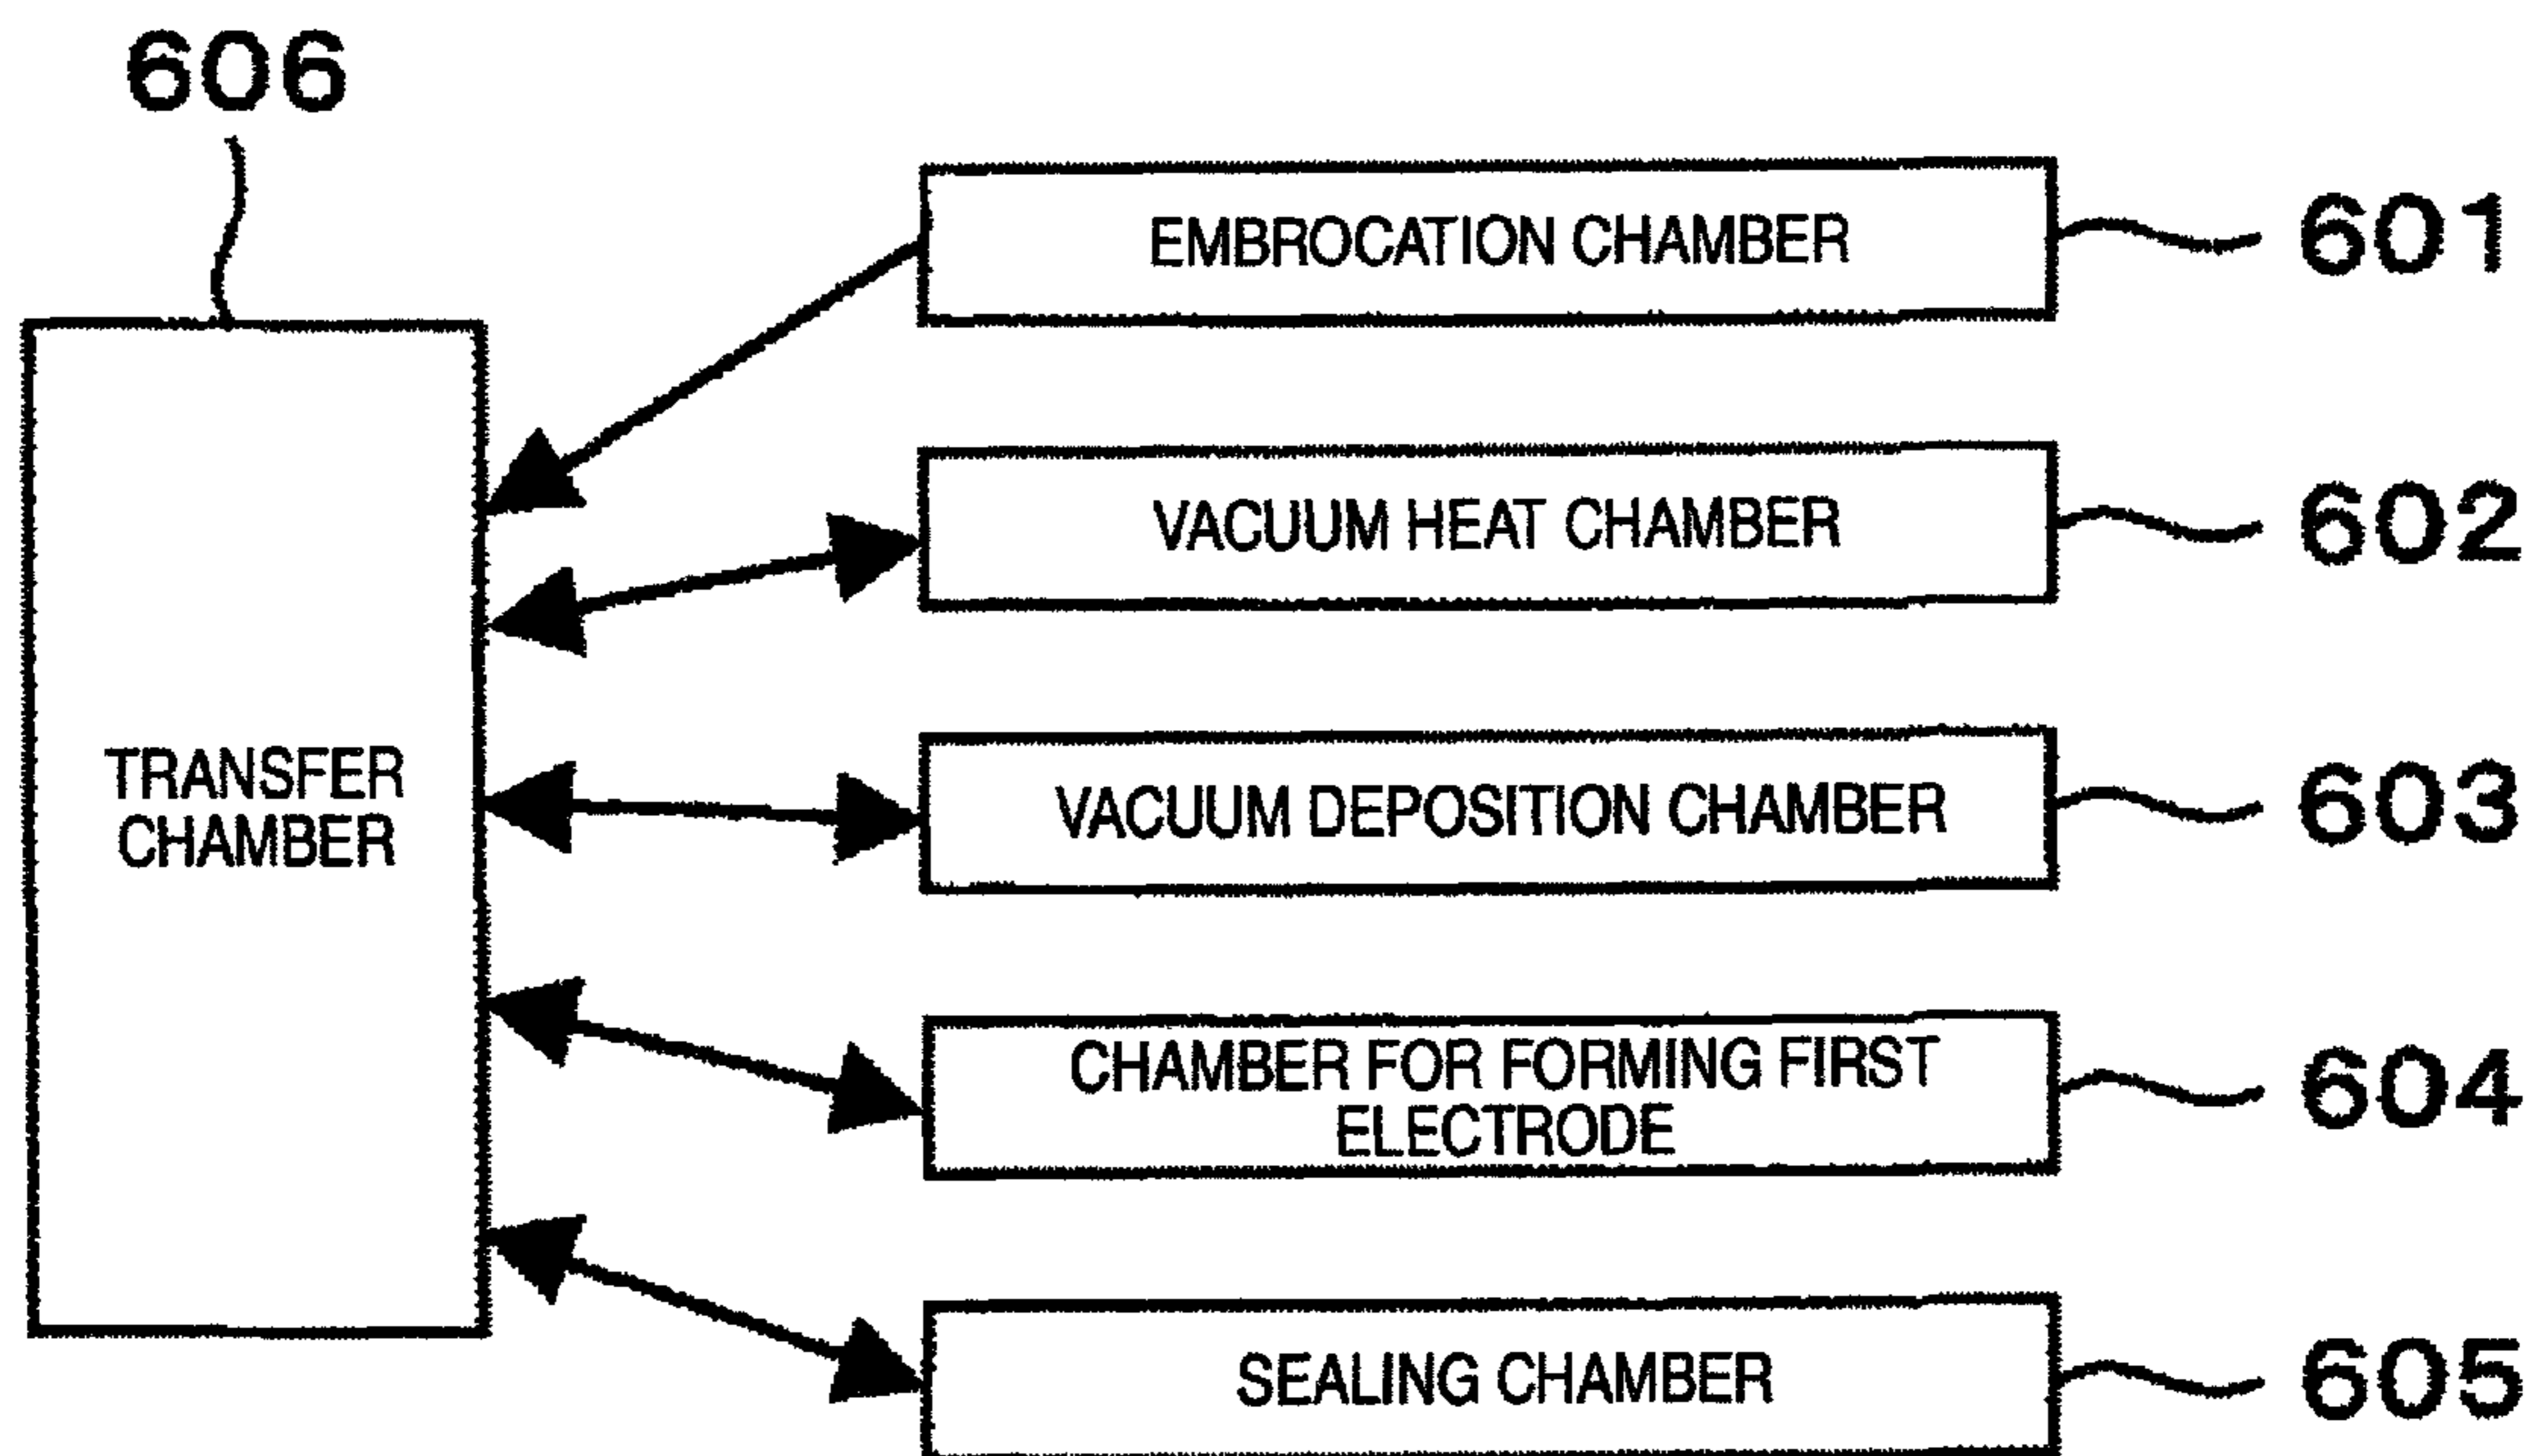 606
EMBROCATION CHAMBER
601
VACUUM HEAT CHAMBER
602
TRANSFER
CHAMBER
VACUUM DEPOSITION CHAMBER
603
CHAMBER FOR FORMING FIRST
ELECTRODE
604
SEALING CHAMBER
605